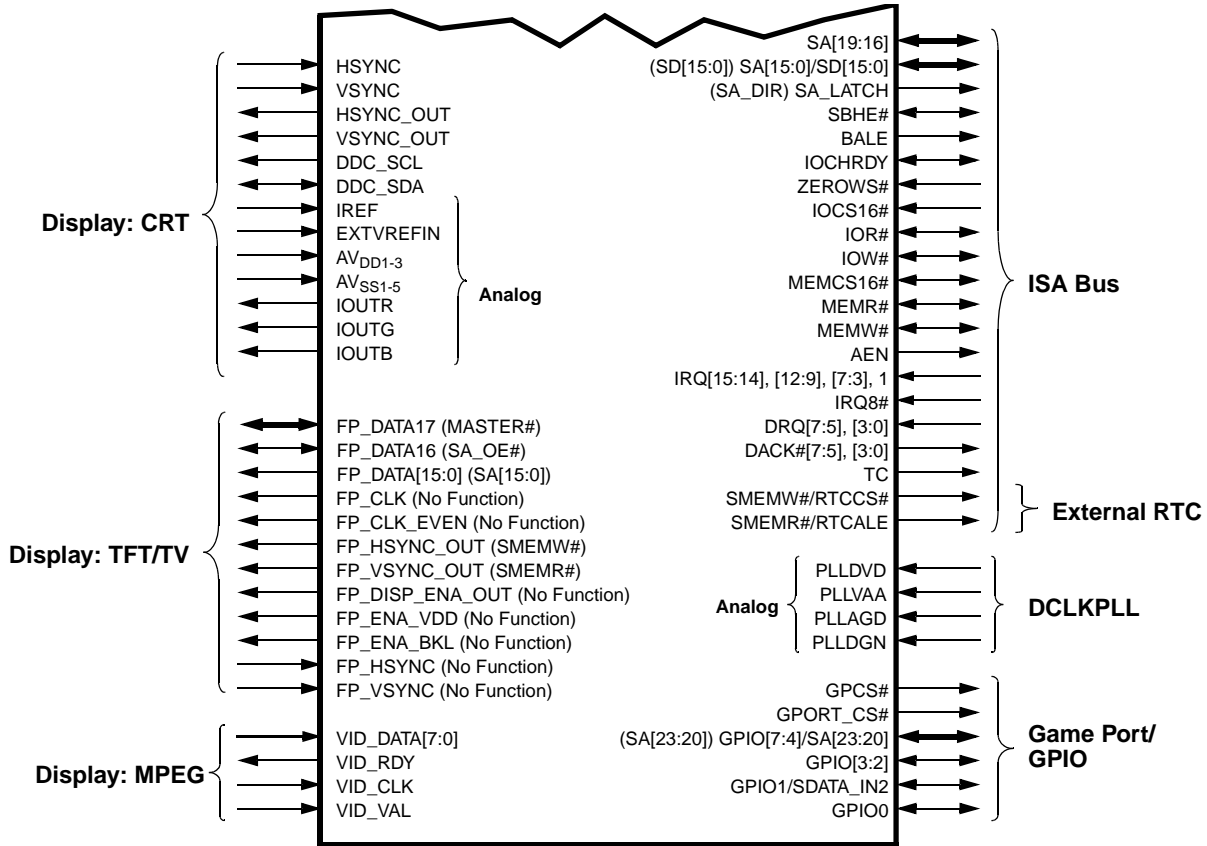 Display: CRT
HSYNC
VSYNC
HSYNC_OUT
VSYNC_OUT
DDC_SCL
DDC_SDA
IREF
EXTVREFIN
AVDD1-3
AVSS1-5
IOUTR
IOUTG
IOUTB
Analog
Display: TFT/TV
FP_DATA17 (MASTER#)
FP_DATA16 (SA_OE#)
FP_DATA[15:0] (SA[15:0])
FP_CLK (No Function)
FP_CLK_EVEN (No Function)
FP_HSYNC_OUT (SMEMW#)
FP_VSYNC_OUT (SMEMR#)
FP_DISP_ENA_OUT (No Function)
FP_ENA_VDD (No Function)
FP_ENA_BKL (No Function)
FP_HSYNC (No Function)
FP_VSYNC (No Function)
Display: MPEG
VID_DATA[7:0]
VID_RDY
VID_CLK
VID_VAL
SA[19:16]
(SD[15:0]) SA[15:0]/SD[15:0]
(SA_DIR) SA_LATCH
SBHE#
BALE
IOCHRDY
ZEROWS#
IOCS16#
IOR#
IOW#
MEMCS16#
MEMR#
MEMW#
AEN
IRQ[15:14], [12:9], [7:3], 1
IRQ8#
DRQ[7:5], [3:0]
DACK#[7:5], [3:0]
TC
SMEMW#/RTCCS#
SMEMR#/RTCALE
ISA Bus
External RTC
Analog
PLLDVD
PLLVAA
PLLAGD
PLLDGN
DCLKPLL
GPCS#
GPORT_CS#
(SA[23:20]) GPIO[7:4]/SA[23:20]
GPIO[3:2]
GPIO1/SDATA_IN2
GPIO0
Game Port/
GPIO